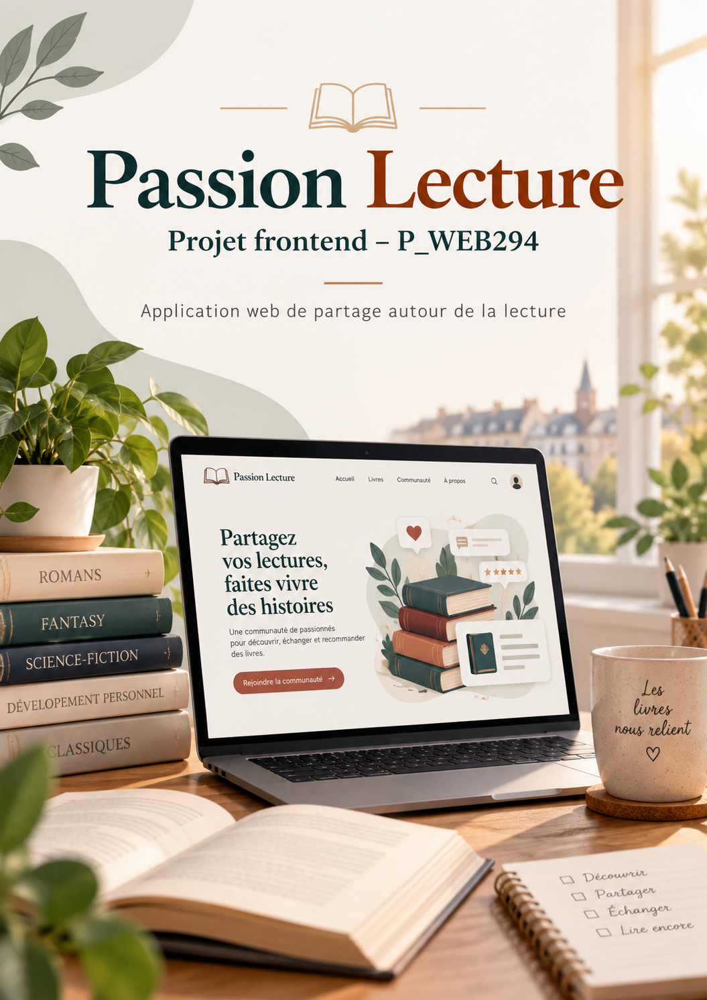 Passion Lecture
Projet frontend – P_WEB294
Application web de partage autour de la lecture
Passion Lecture
Accueil
Livres
Communauté
À propos
Partagez
vos lectures,
faites vivre
des histoires
Une communauté de passionnés
pour découvrir, échanger et recommander
des livres.
Rejoindre la communauté →
ROMANS
FANTASY
SCIENCE-FICTION
DÉVELOPEMENT PERSONNEL
CLASSIQUES
Les
livres
nous relient
Découvrir
Partager
Échanger
Lire encore